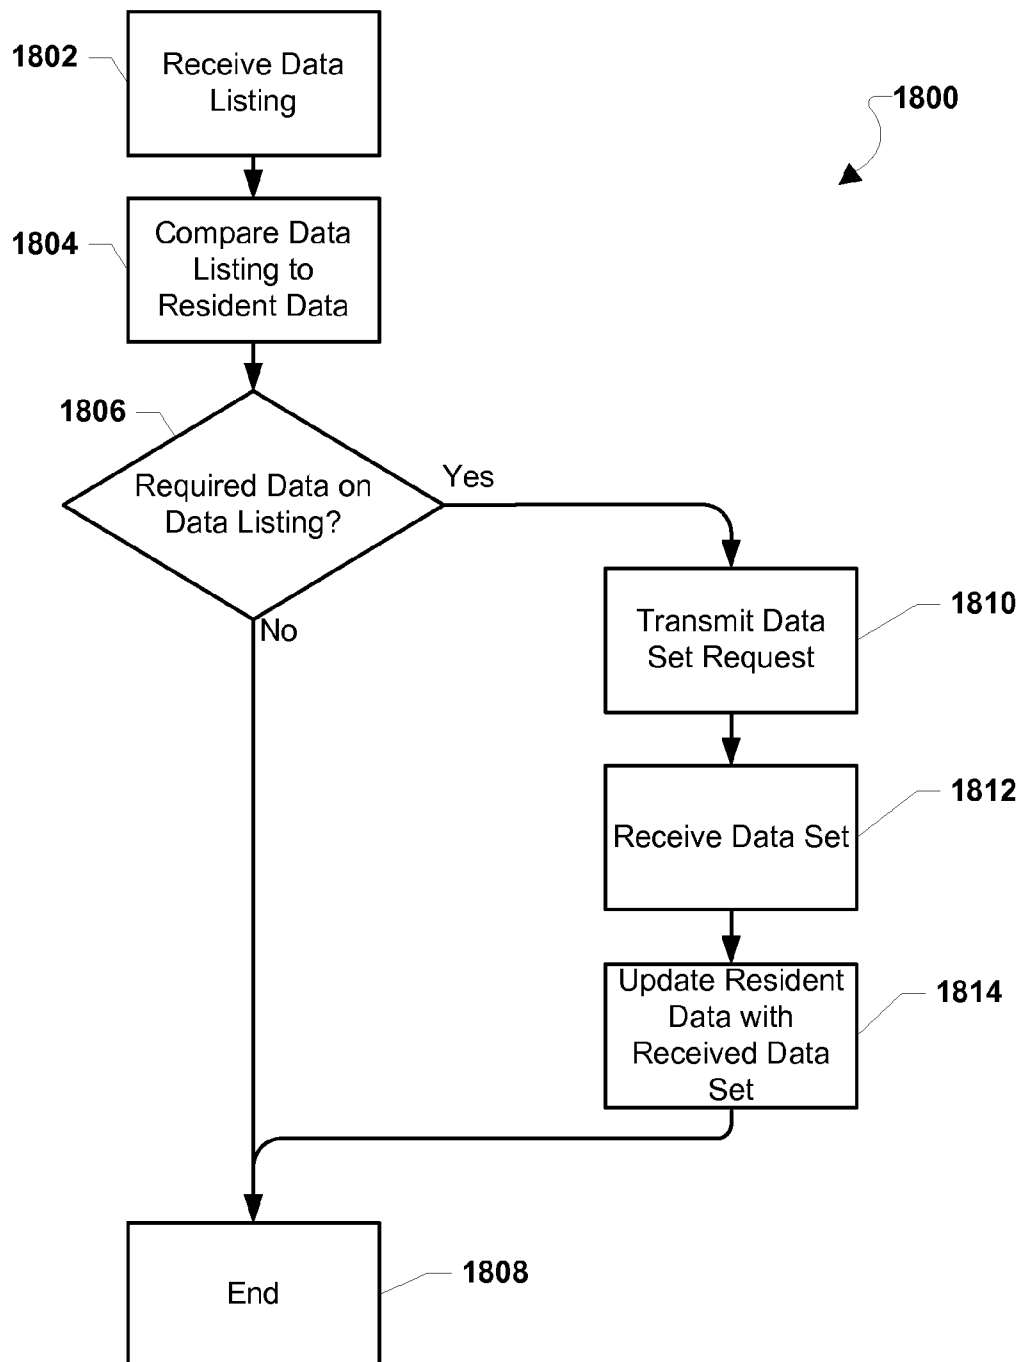 1802
Receive Data
Listing
1800
1804
Compare Data
Listing to
Resident Data
1806
Required Data on
Data Listing?
Yes
No
Transmit Data
Set Request
1810
Receive Data Set
1812
Update Resident
Data with
Received Data
Set
1814
End
1808